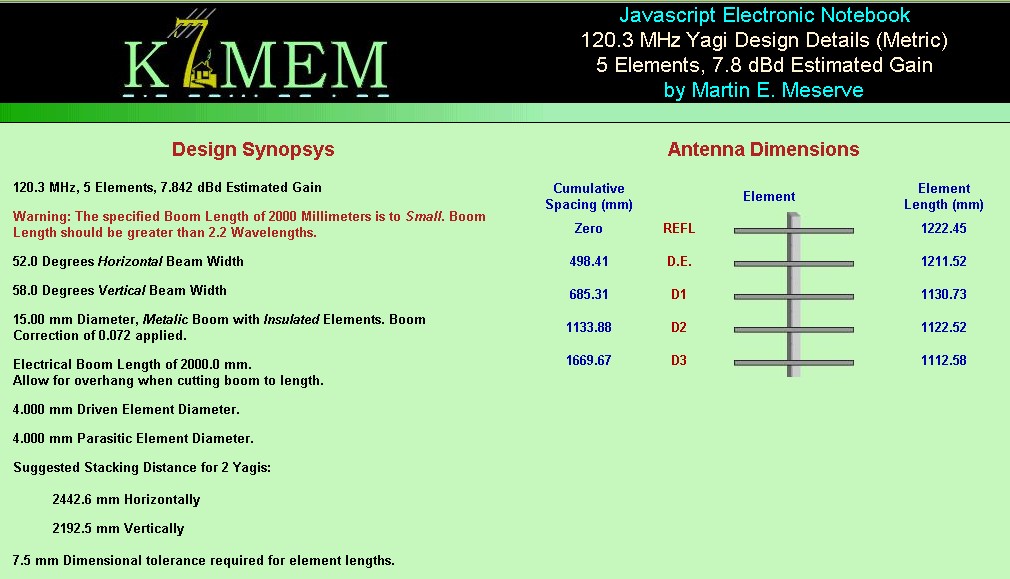 K7MEM
Javascript Electronic Notebook
120.3 MHz Yagi Design Details (Metric)
5 Elements, 7.8 dBd Estimated Gain
by Martin E. Meserve
Design Synopsys
120.3 MHz, 5 Elements, 7.842 dBd Estimated Gain
Warning: The specified Boom Length of 2000 Millimeters is to Small. Boom
Length should be greater than 2.2 Wavelengths.
52.0 Degrees Horizontal Beam Width
58.0 Degrees Vertical Beam Width
15.00 mm Diameter, Metalic Boom with Insulated Elements. Boom
Correction of 0.072 applied.
Electrical Boom Length of 2000.0 mm.
Allow for overhang when cutting boom to length.
4.000 mm Driven Element Diameter.
4.000 mm Parasitic Element Diameter.
Suggested Stacking Distance for 2 Yagis:
2442.6 mm Horizontally
2192.5 mm Vertically
7.5 mm Dimensional tolerance required for element lengths.
Antenna Dimensions
Cumulative Element Element
Spacing (mm) Length (mm)
Zero REFL 1222.45
498.41 D.E. 1211.52
685.31 D1 1130.73
1133.88 D2 1122.52
1669.67 D3 1112.58